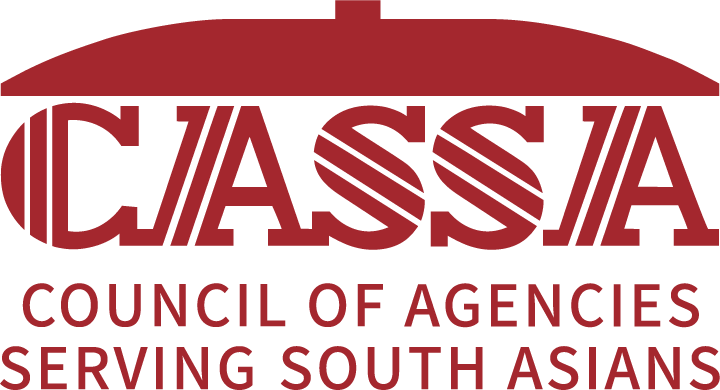 CASSA
COUNCIL OF AGENCIES
SERVING SOUTH ASIANS